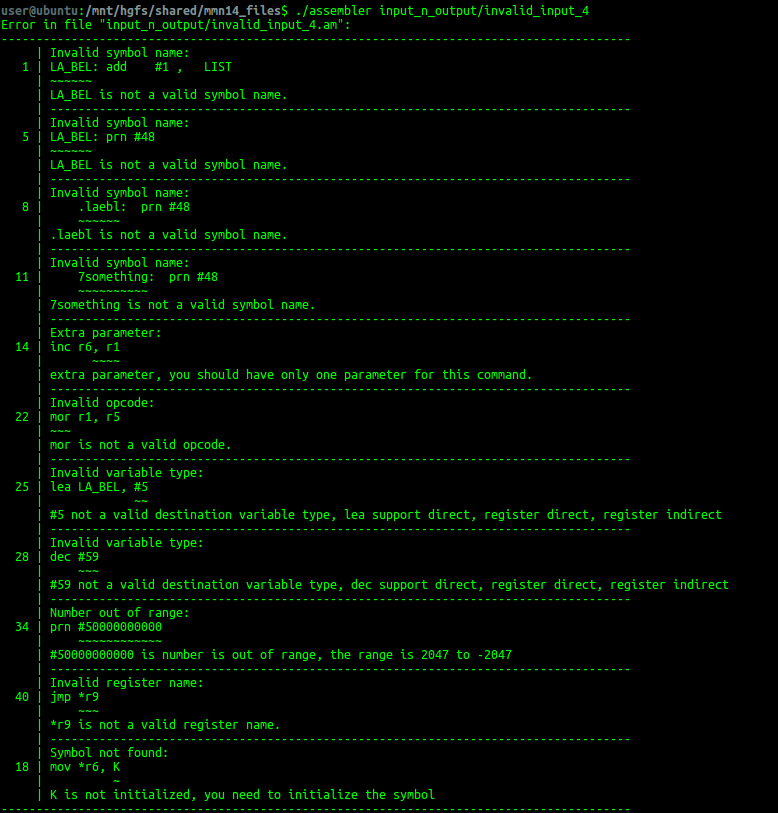 user@ubuntu:/mnt/hgfs/shared/mmn14_files$ ./assembler input_n_output/invalid_input_4
Error in file "input_n_output/invalid_input_4.am":
------------------------------------------------------------------------------------------
     | Invalid symbol name:
   1 | LA_BEL: add    #1 ,   LIST
     | ~~~~~~
     | LA_BEL is not a valid symbol name.
     | ------------------------------------------------------------------------------------
     | Invalid symbol name:
   5 | LA_BEL: prn #48
     | ~~~~~~
     | LA_BEL is not a valid symbol name.
     | ------------------------------------------------------------------------------------
     | Invalid symbol name:
   8 |     .laebl:  prn #48
     |     ~~~~~~
     | .laebl is not a valid symbol name.
     | ------------------------------------------------------------------------------------
     | Invalid symbol name:
  11 |     7something:  prn #48
     |     ~~~~~~~~~~
     | 7something is not a valid symbol name.
     | ------------------------------------------------------------------------------------
     | Extra parameter:
  14 | inc r6, r1
     |       ~~~~
     | extra parameter, you should have only one parameter for this command.
     | ------------------------------------------------------------------------------------
     | Invalid opcode:
  22 | mor r1, r5
     | ~~~
     | mor is not a valid opcode.
     | ------------------------------------------------------------------------------------
     | Invalid variable type:
  25 | lea LA_BEL, #5
     |             ~~
     | #5 not a valid destination variable type, lea support direct, register direct, register indirect
     | ------------------------------------------------------------------------------------
     | Invalid variable type:
  28 | dec #59
     |     ~~~
     | #59 not a valid destination variable type, dec support direct, register direct, register indirect
     | ------------------------------------------------------------------------------------
     | Number out of range:
  34 | prn #50000000000
     |     ~~~~~~~~~~~~
     | #50000000000 is number is out of range, the range is 2047 to -2047
     | ------------------------------------------------------------------------------------
     | Invalid register name:
  40 | jmp *r9
     |     ~~~
     | *r9 is not a valid register name.
     | ------------------------------------------------------------------------------------
     | Symbol not found:
  18 | mov *r6, K
     |          ~
     | K is not initialized, you need to initialize the symbol
------------------------------------------------------------------------------------------